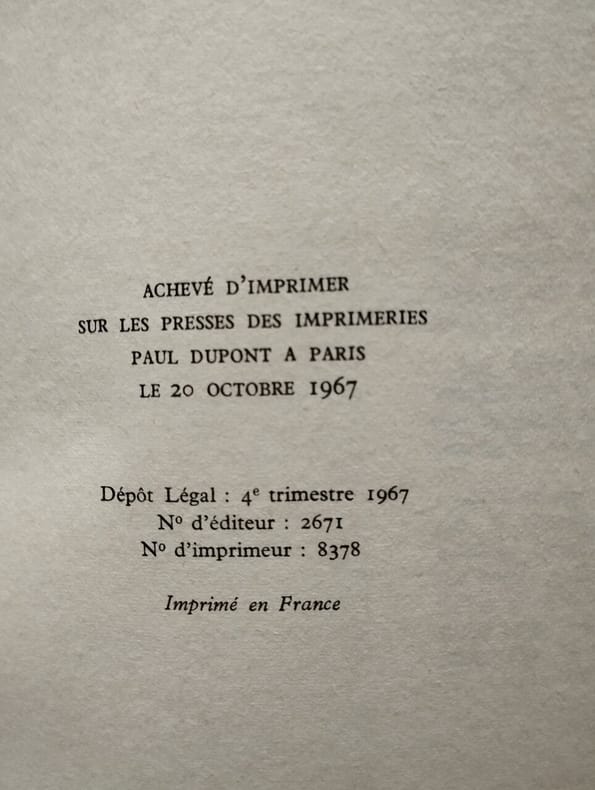 ACHEVÉ D'IMPRIMER
SUR LES PRESSES DES IMPRIMERIES
PAUL DUPONT A PARIS
LE 20 OCTOBRE 1967
Dépôt Légal : 4e trimestre 1967
No d'éditeur : 2671
No d'imprimeur : 8378
Imprimé en France